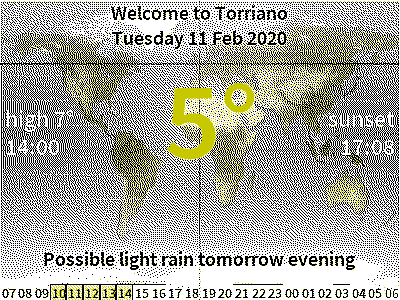 Welcome to Torriano
Tuesday 11 Feb 2020
5°
high 7
14:00
sunset
17:08
Possible light rain tomorrow evening
07 08 09 10 11 12 13 14 15 16 17 18 19 20 21 22 23 00 01 02 03 04 05 06